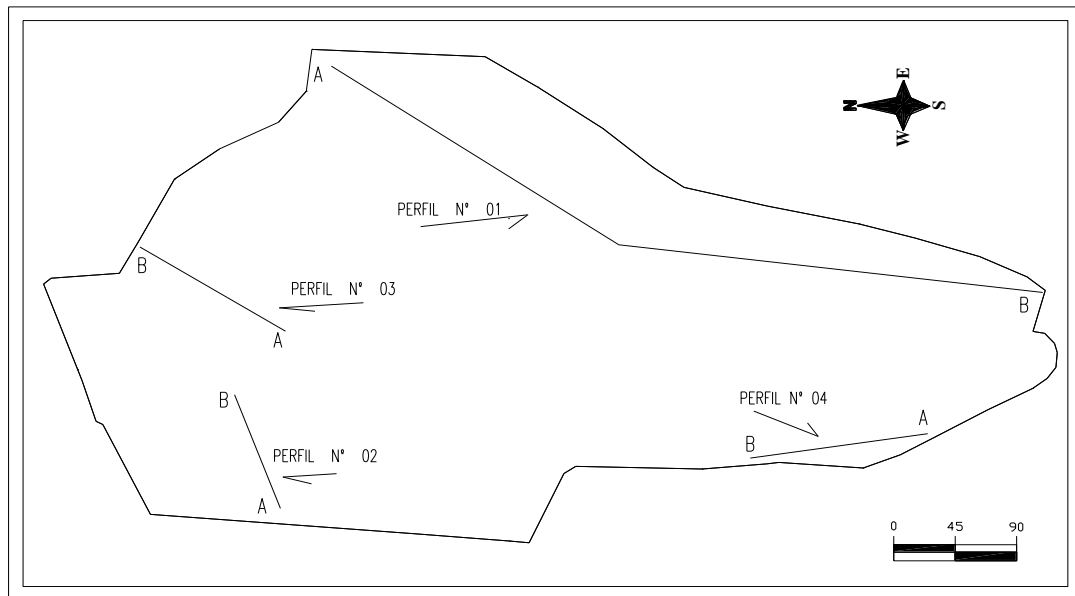 A
E
N
S
W
PERFIL N° 01
B
PERFIL N° 03
B
A
PERFIL N° 04
B
A
B
PERFIL N° 02
A
0 45 90